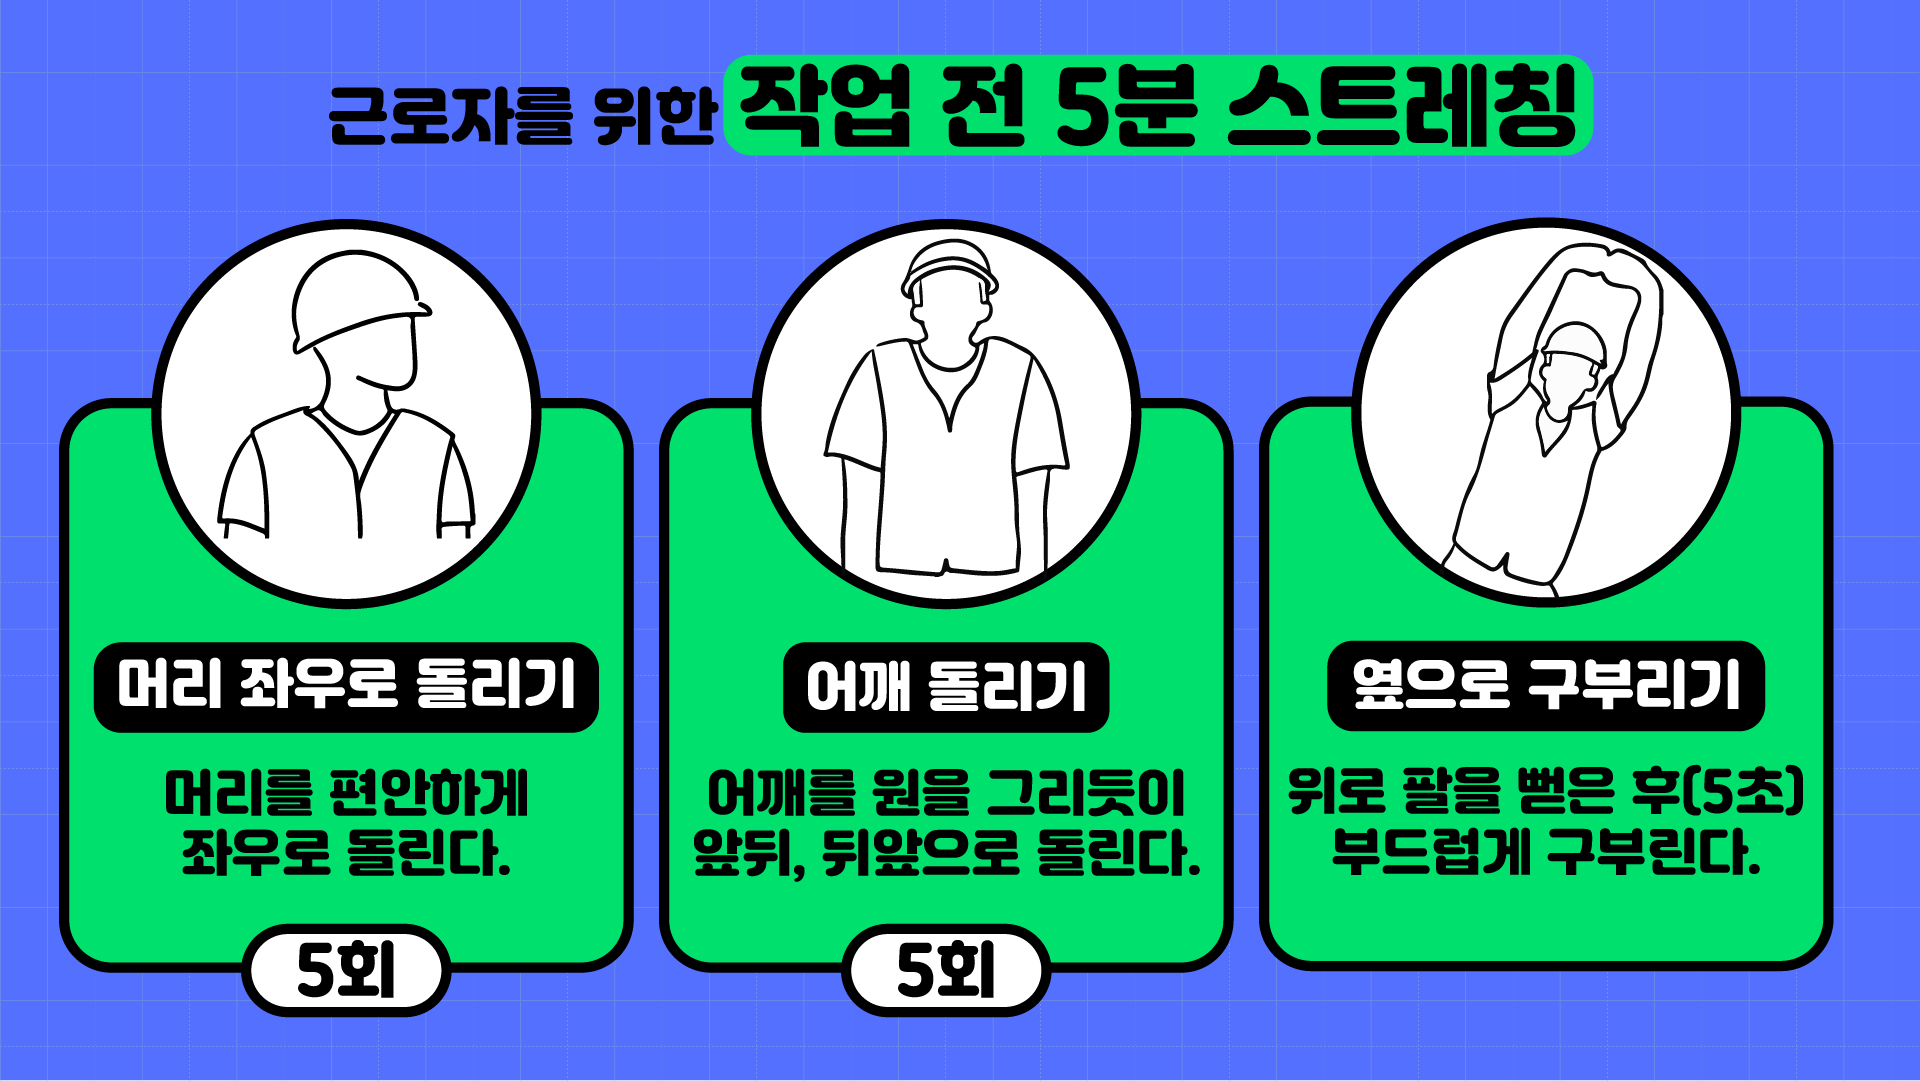 근로자를 위한 작업 전 5분 스트레칭
머리 좌우로 돌리기
머리를 편안하게
좌우로 돌린다.
5회
어깨 돌리기
어깨를 원을 그리듯이
앞뒤, 뒤앞으로 돌린다.
5회
옆으로 구부리기
위로 팔을 뻗은 후(5초)
부드럽게 구부린다.